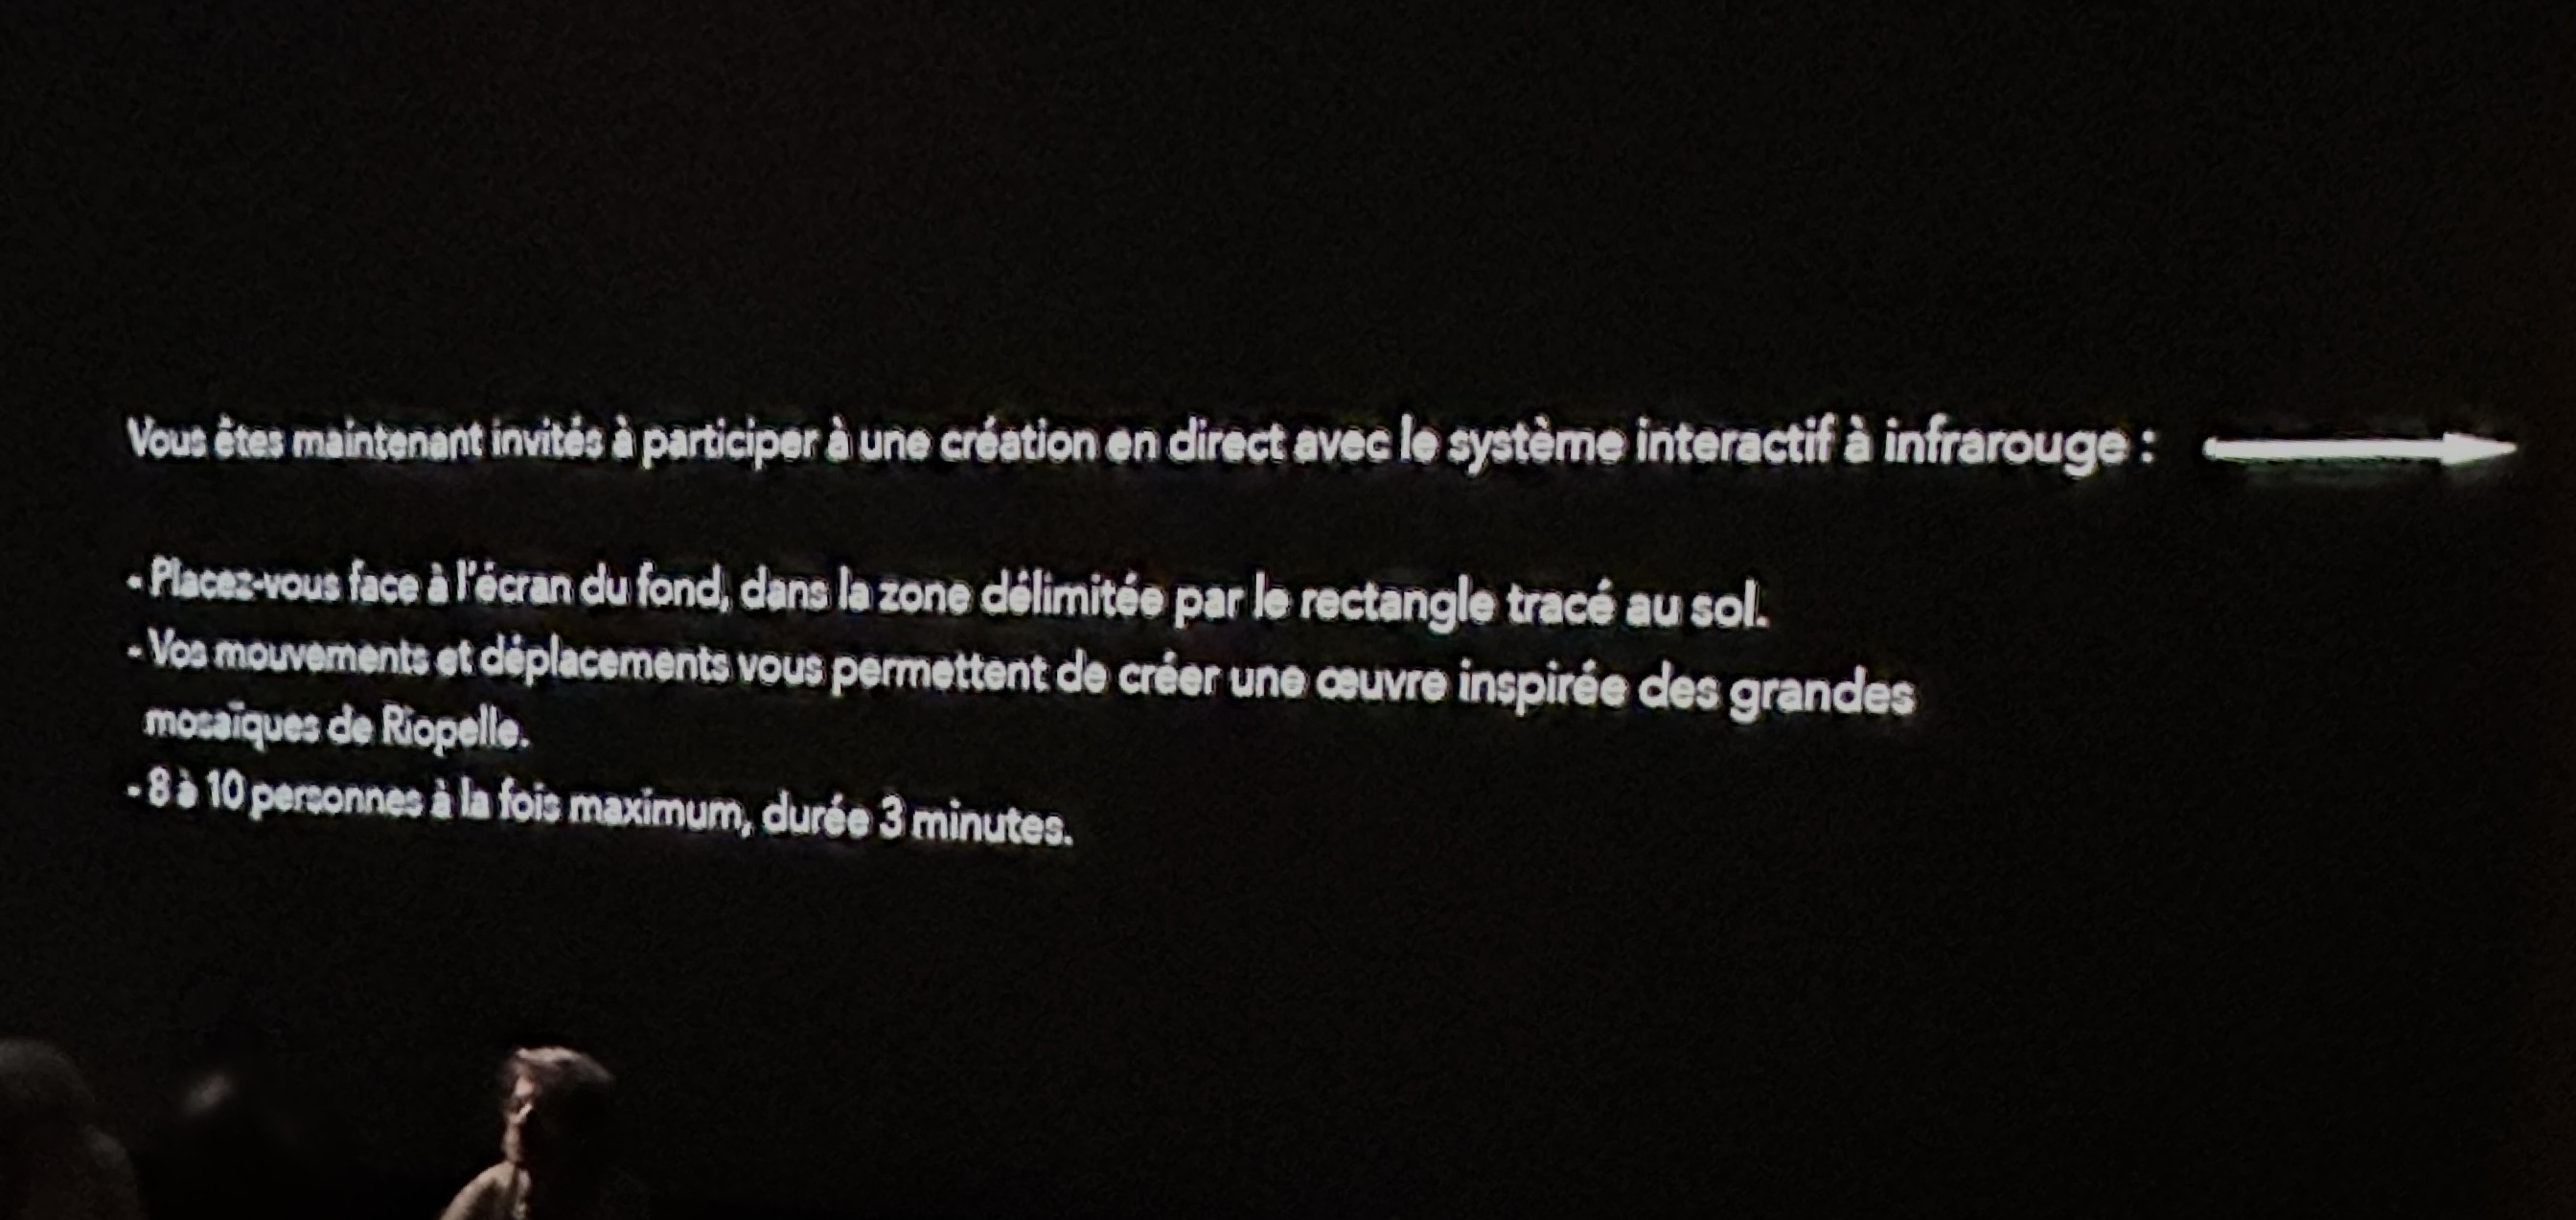 Vous êtes maintenant invités à participer à une création en direct avec le système interactif à infrarouge :
- Placez-vous face à l'écran du fond, dans la zone délimitée par le rectangle tracé au sol.
- Vos mouvements et déplacements vous permettent de créer une œuvre inspirée des grandes
mosaïques de Riopelle.
- 8 à 10 personnes à la fois maximum, durée 3 minutes.